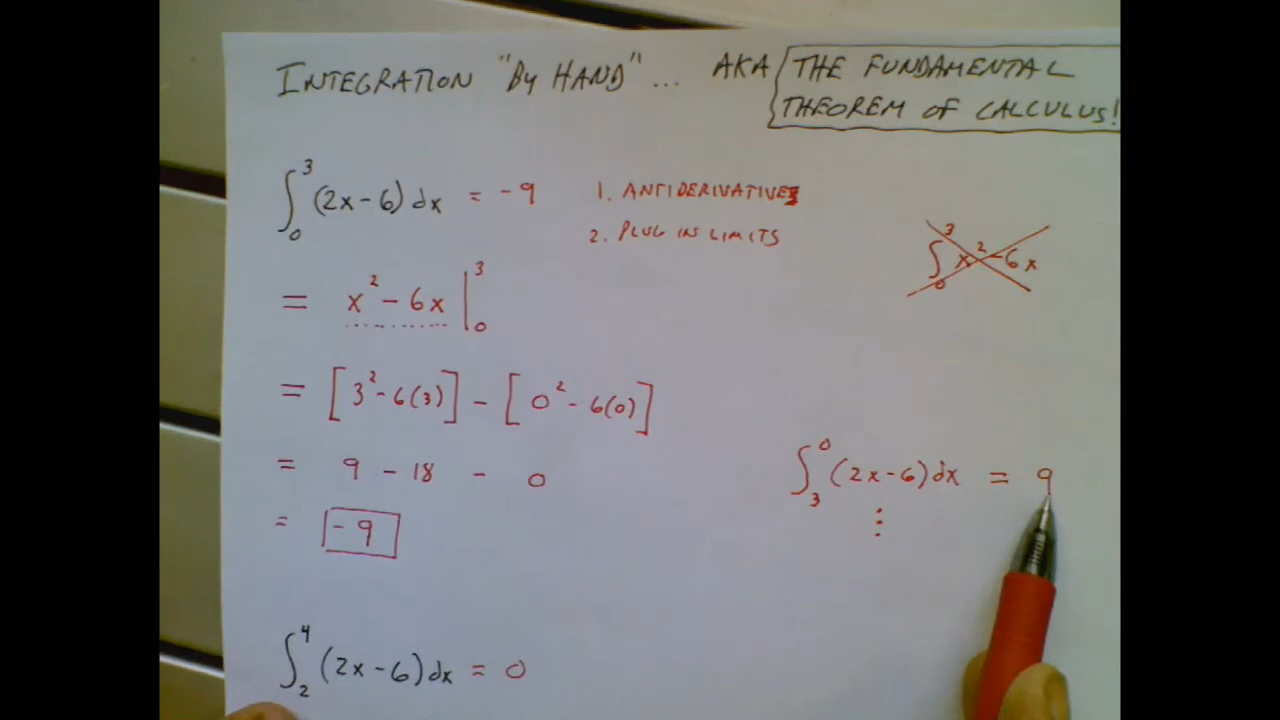 INTEGRATION "BY HAND" ... AKA THE FUNDAMENTAL
THEOREM OF CALCULUS!
∫₀³ (2x-6) dx = -9
1. ANTIDERIVATIVES
2. PLUG IN LIMITS
∫₀³ x² - 6x
= x² - 6x |₀³
= [3² - 6(3)] - [0² - 6(0)]
= 9 - 18 - 0
= -9
∫₃⁰ (2x-6) dx = 9
⋮
∫₂⁴ (2x-6) dx = 0